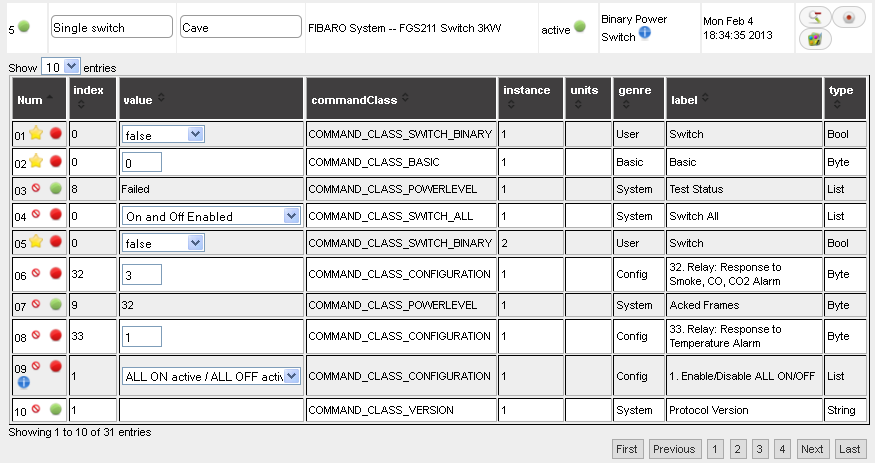 5 Single switch Cave FIBARO System -- FGS211 Switch 3KW active Binary Power Switch Mon Feb 4 18:34:35 2013
Show 10 entries
Num index value commandClass instance units genre label type
01 0 false COMMAND_CLASS_SWITCH_BINARY 1 User Switch Bool
02 0 0 COMMAND_CLASS_BASIC 1 Basic Basic Byte
03 8 Failed COMMAND_CLASS_POWERLEVEL 1 System Test Status List
04 0 On and Off Enabled COMMAND_CLASS_SWITCH_ALL 1 System Switch All List
05 0 false COMMAND_CLASS_SWITCH_BINARY 2 User Switch Bool
06 32 3 COMMAND_CLASS_CONFIGURATION 1 Config 32. Relay: Response to Smoke, CO, CO2 Alarm Byte
07 9 32 COMMAND_CLASS_POWERLEVEL 1 System Acked Frames Byte
08 33 1 COMMAND_CLASS_CONFIGURATION 1 Config 33. Relay: Response to Temperature Alarm Byte
09 1 ALL ON active / ALL OFF activ COMMAND_CLASS_CONFIGURATION 1 Config 1. Enable/Disable ALL ON/OFF List
10 1 COMMAND_CLASS_VERSION 1 System Protocol Version String
Showing 1 to 10 of 31 entries
First Previous 1 2 3 4 Next Last